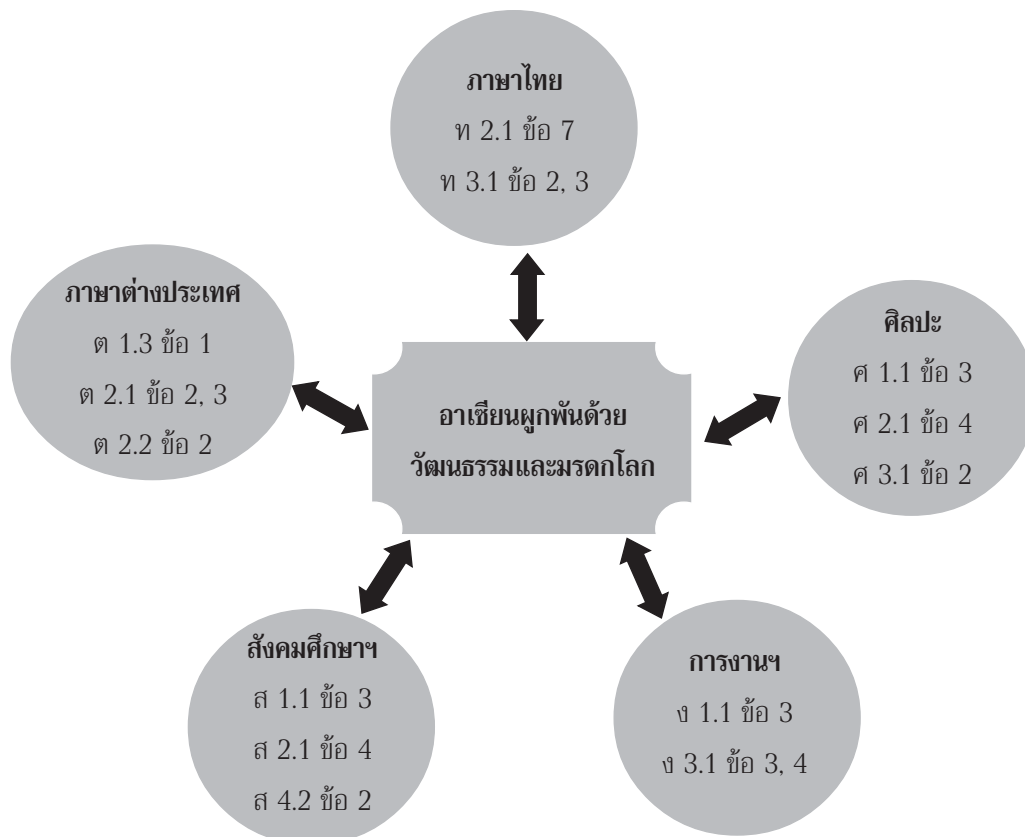 ภาษาไทย
ท 2.1 ข้อ 7
ท 3.1 ข้อ 2, 3
ภาษาต่างประเทศ
ต 1.3 ข้อ 1
ต 2.1 ข้อ 2, 3
ต 2.2 ข้อ 2
ศิลปะ
ศ 1.1 ข้อ 3
ศ 2.1 ข้อ 4
ศ 3.1 ข้อ 2
อาเซียนผูกพันด้วย
วัฒนธรรมและมรดกโลก
สังคมศึกษาฯ
ส 1.1 ข้อ 3
ส 2.1 ข้อ 4
ส 4.2 ข้อ 2
การงานฯ
ง 1.1 ข้อ 3
ง 3.1 ข้อ 3, 4